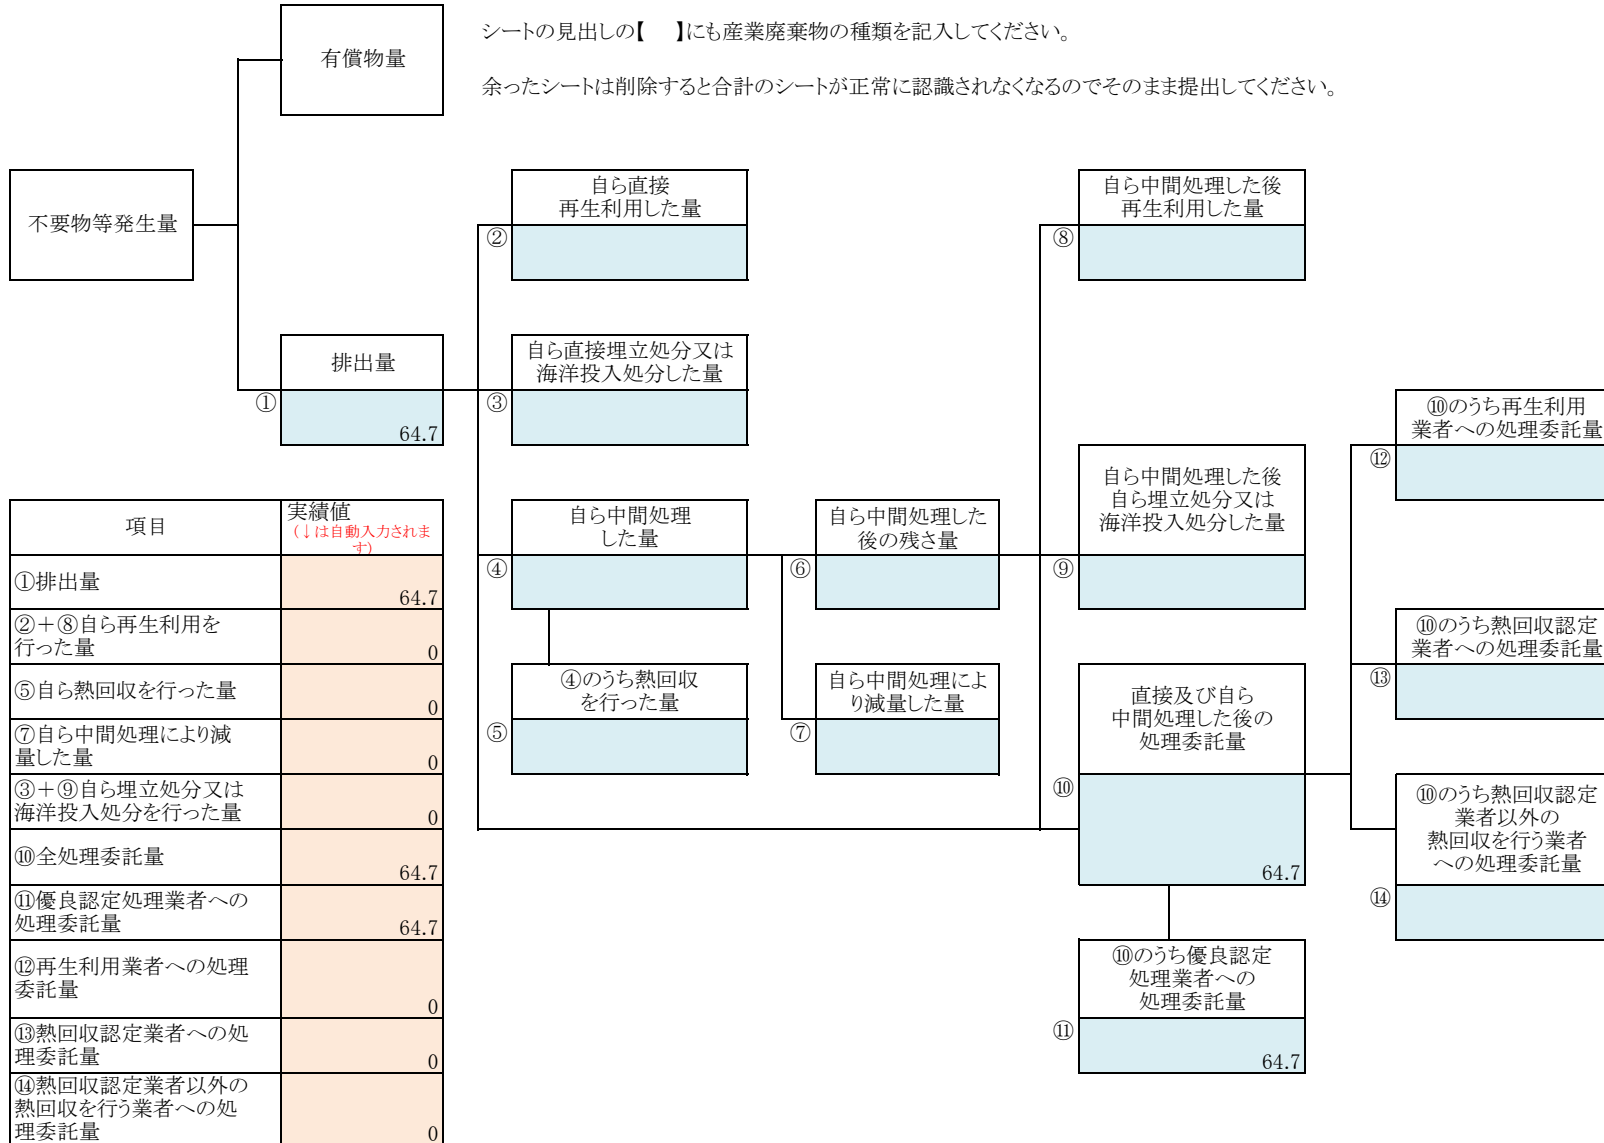 シートの見出しの【　】にも産業廃棄物の種類を記入してください。
有償物量
余ったシートは削除すると合計のシートが正常に認識されなくなるのでそのまま提出してください。
不要物等発生量
自ら直接
再生利用した量
②
自ら中間処理した後
再生利用した量
⑧
排出量
①
64.7
自ら直接埋立処分又は
海洋投入処分した量
③
⑩のうち再生利用
業者への処理委託量
⑫
自ら中間処理
した量
④
自ら中間処理した
後の残さ量
⑥
自ら中間処理した後
自ら埋立処分又は
海洋投入処分した量
⑨
⑩のうち熱回収認定
業者への処理委託量
⑬
④のうち熱回収
を行った量
⑤
自ら中間処理によ
り減量した量
⑦
直接及び自ら
中間処理した後の
処理委託量
⑩
64.7
⑩のうち熱回収認定
業者以外の
熱回収を行う業者
への処理委託量
⑭
⑩のうち優良認定
処理業者への
処理委託量
⑪
64.7
項目
実績値
(↓は自動入力されま
す)
①排出量
64.7
②＋⑧自ら再生利用を
行った量
0
⑤自ら熱回収を行った量
0
⑦自ら中間処理により減
量した量
0
③＋⑨自ら埋立処分又は
海洋投入処分を行った量
0
⑩全処理委託量
64.7
⑪優良認定処理業者への
処理委託量
64.7
⑫再生利用業者への処理
委託量
0
⑬熱回収認定業者への処
理委託量
0
⑭熱回収認定業者以外の
熱回収を行う業者への処
理委託量
0